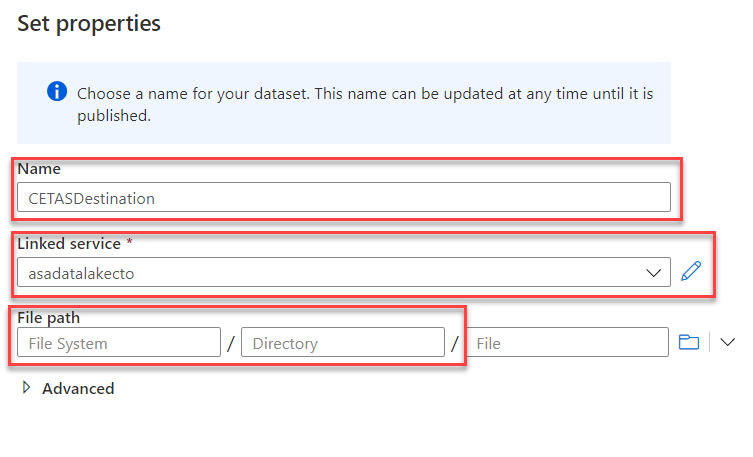 Set properties
Choose a name for your dataset. This name can be updated at any time until it is
published.
Name
CETASDestination
Linked service *
asadatalakecto
File path
File System / Directory / File
Advanced